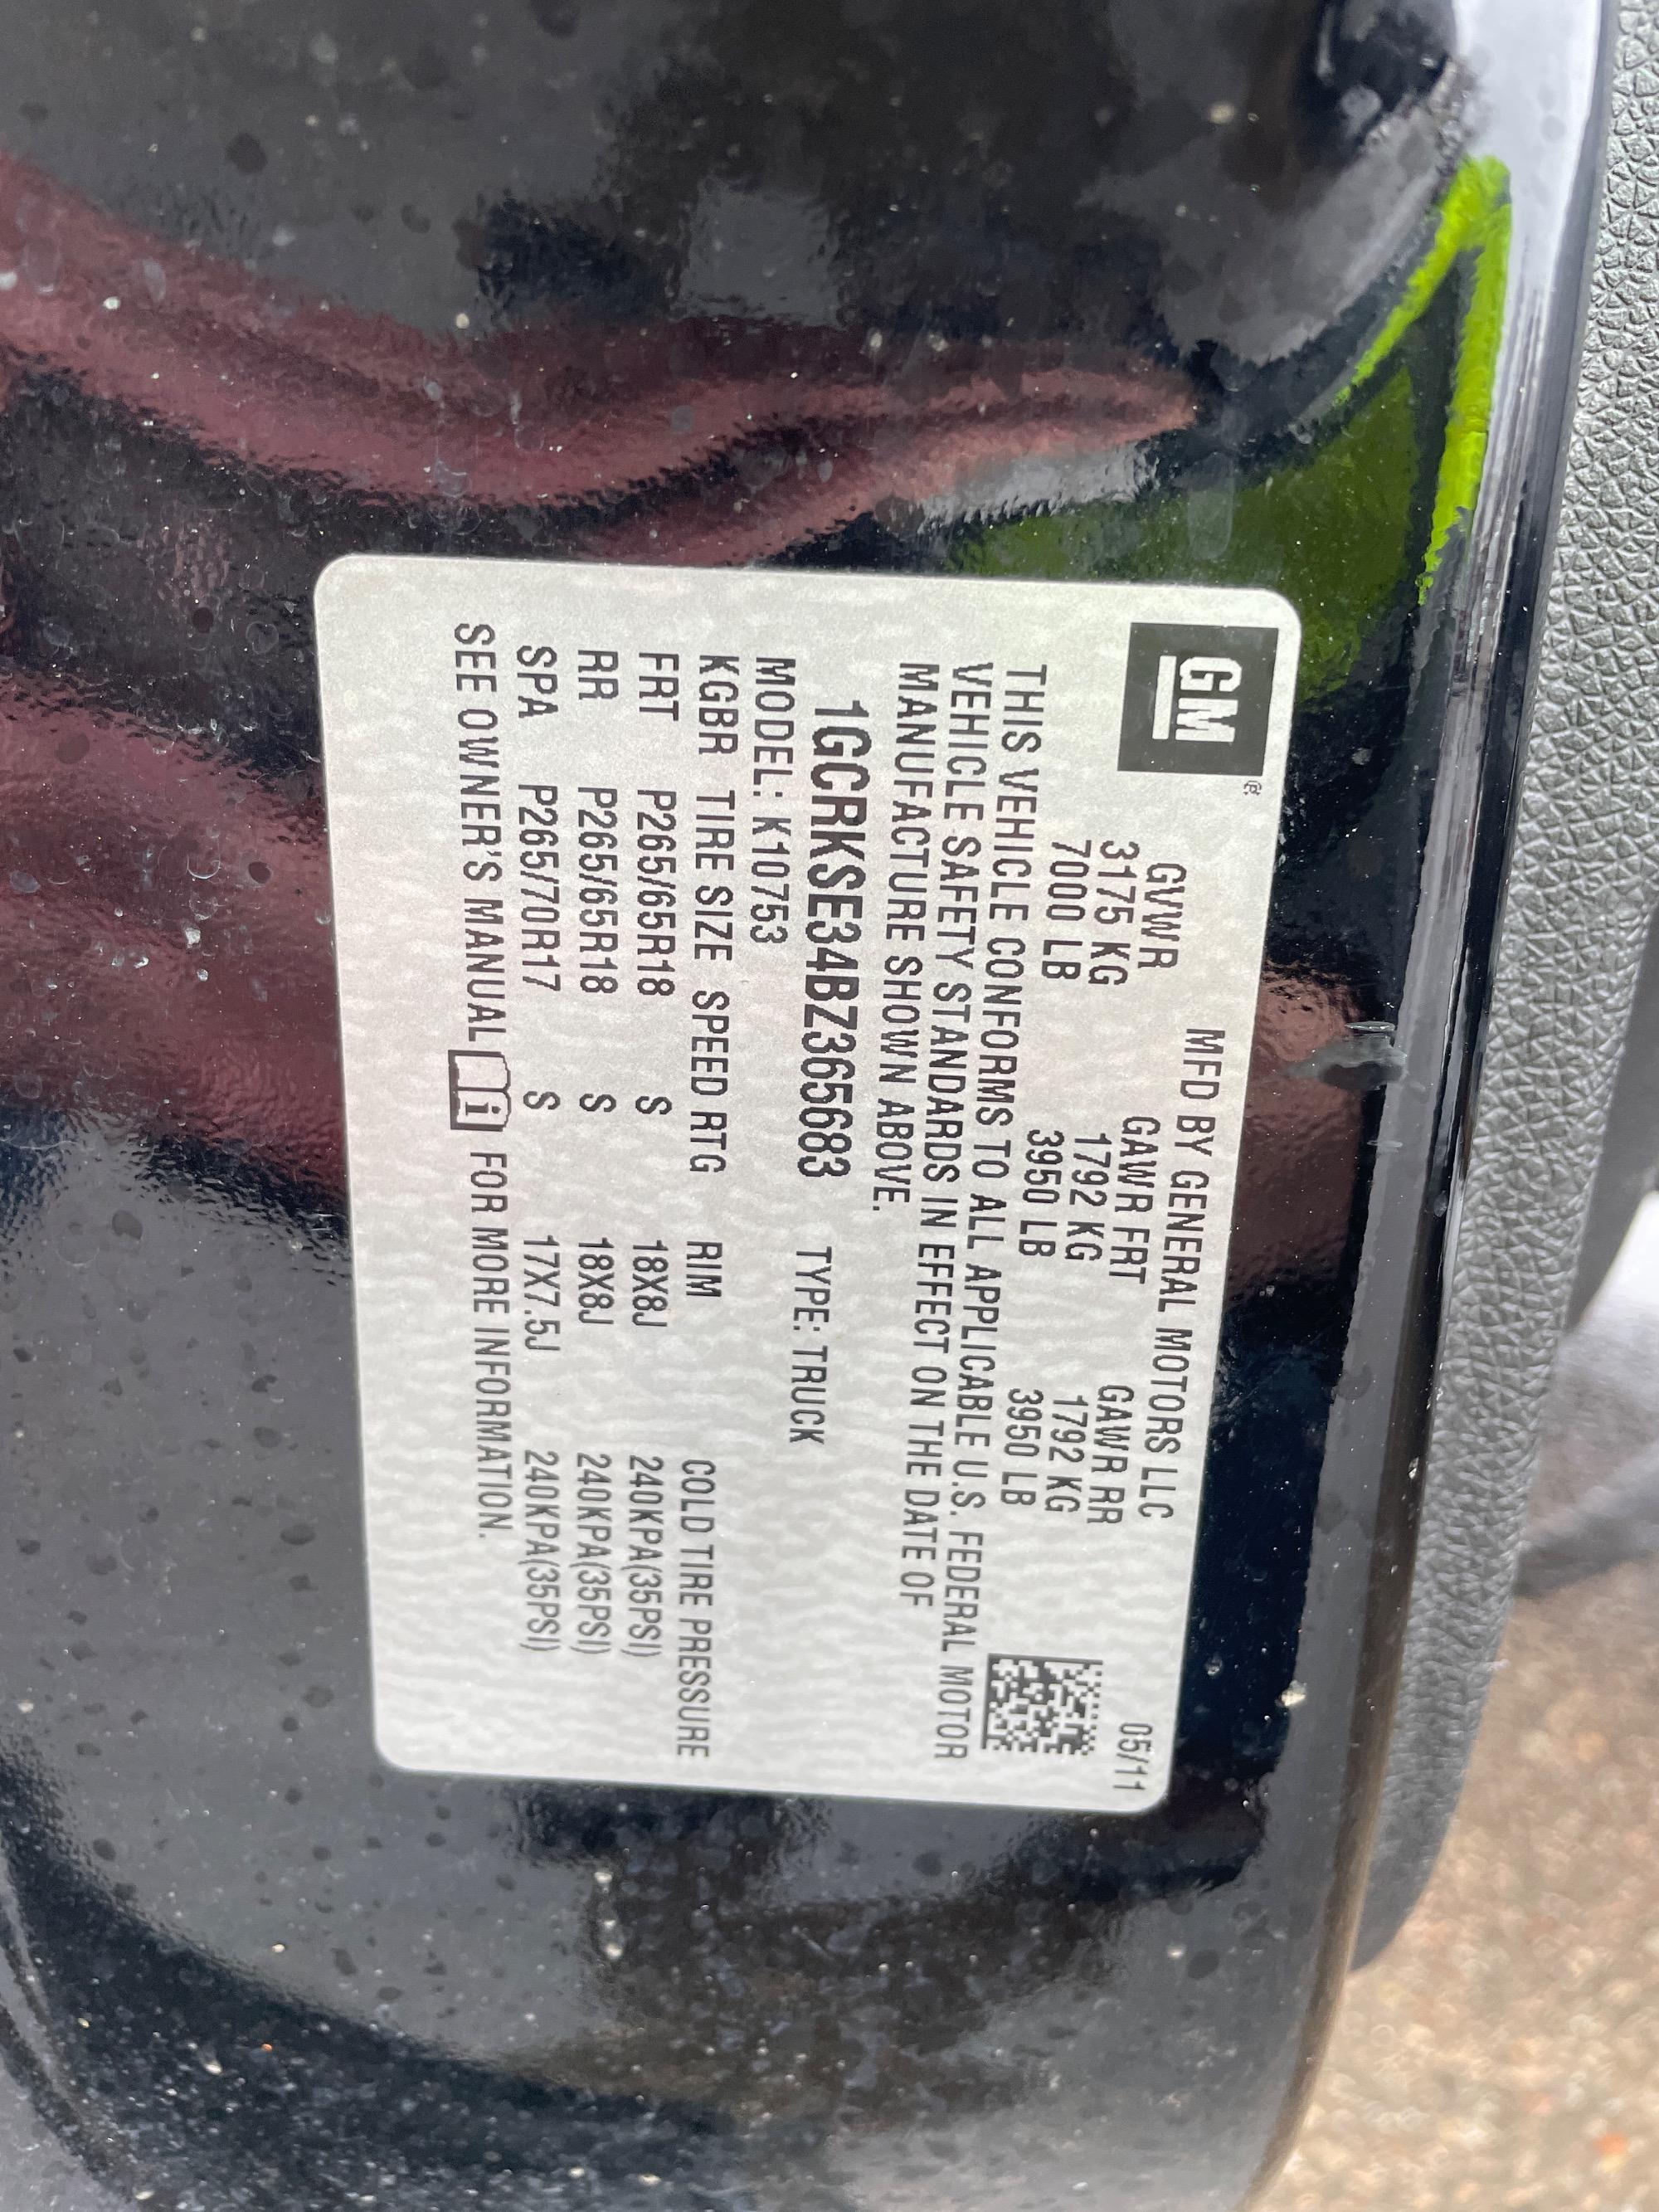 GM®
MFD BY GENERAL MOTORS LLC 05/11
GVWR GAWR FRT GAWR RR
3175 KG 1792 KG 1792 KG
7000 LB 3950 LB 3950 LB
THIS VEHICLE CONFORMS TO ALL APPLICABLE U.S. FEDERAL MOTOR
VEHICLE SAFETY STANDARDS IN EFFECT ON THE DATE OF
MANUFACTURE SHOWN ABOVE.
1GCRKSE34BZ365683 TYPE: TRUCK
MODEL: K10753
KGBR TIRE SIZE SPEED RTG RIM COLD TIRE PRESSURE
FRT P265/65R18 S 18X8J 240KPA(35PSI)
RR P265/65R18 S 18X8J 240KPA(35PSI)
SPA P265/70R17 S 17X7.5J 240KPA(35PSI)
SEE OWNER'S MANUAL i FOR MORE INFORMATION.